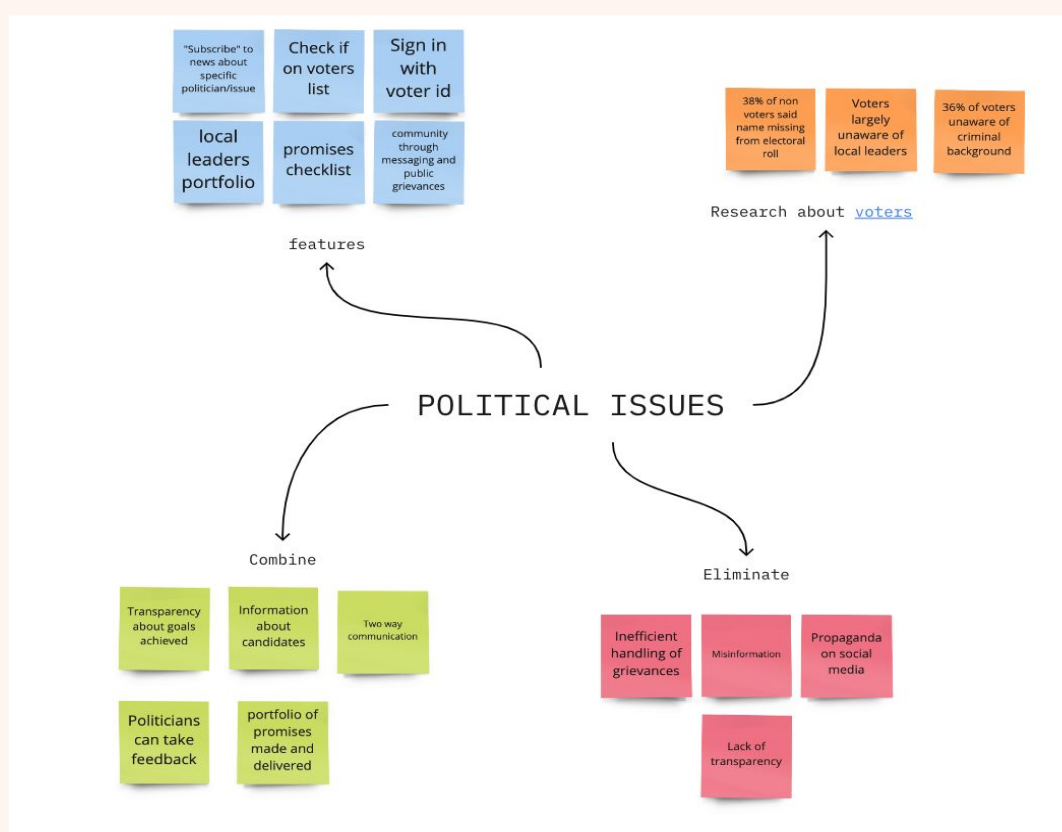 "Subscribe" to
news about
specific
politician/issue
Check if
on voters
list
Sign in
with
voter id
local
leaders
portfolio
promises
checklist
community
through
messaging and
public
grievances
features
38% of non
voters said
name missing
from electoral
roll
Voters
largely
unaware of
local leaders
36% of voters
unaware of
criminal
background
Research about voters
POLITICAL ISSUES
Combine
Transparency
about goals
achieved
Information
about
candidates
Two way
communication
Politicians
can take
feedback
portfolio of
promises
made and
delivered
Eliminate
Inefficient
handling of
grievances
Misinformation
Propaganda
on social
media
Lack of
transparency